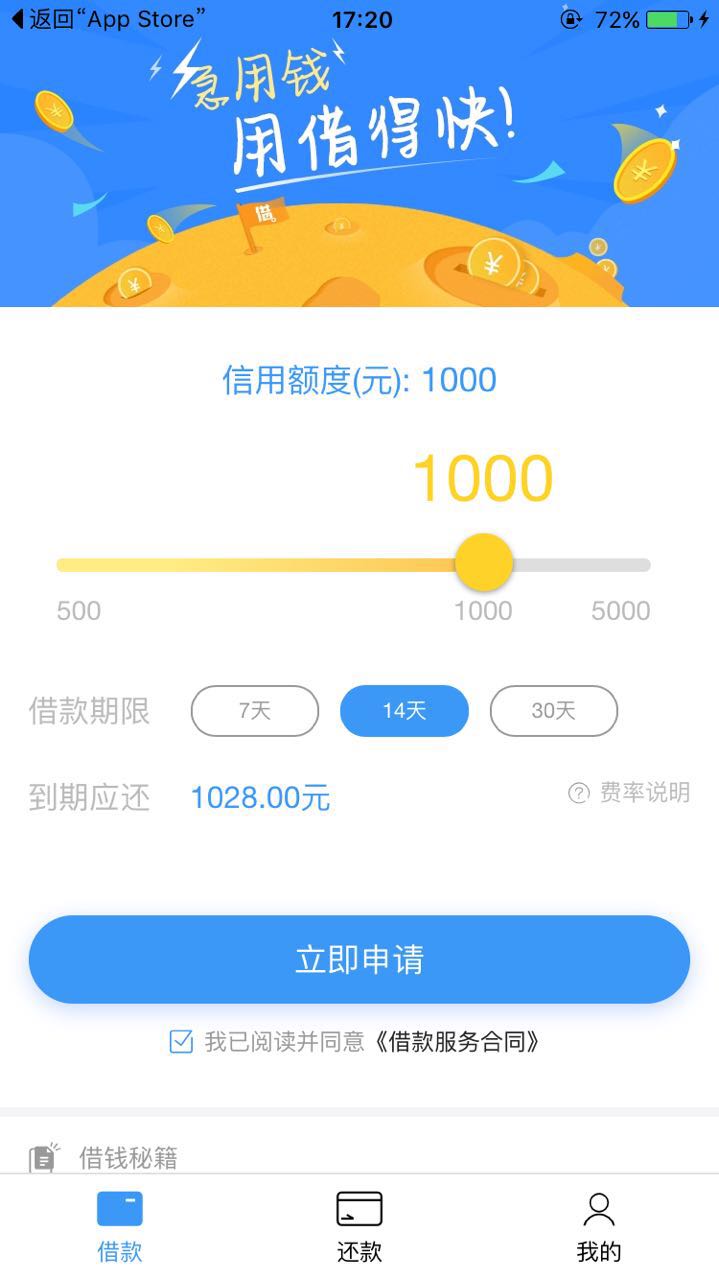 返回“App Store” 17:20 72%
急用钱
用借得快!
借。
信用额度(元): 1000
1000
500 1000 5000
借款期限 7天 14天 30天
到期应还 1028.00元 ? 费率说明
立即申请
我已阅读并同意《借款服务合同》
借钱秘籍
借款 还款 我的